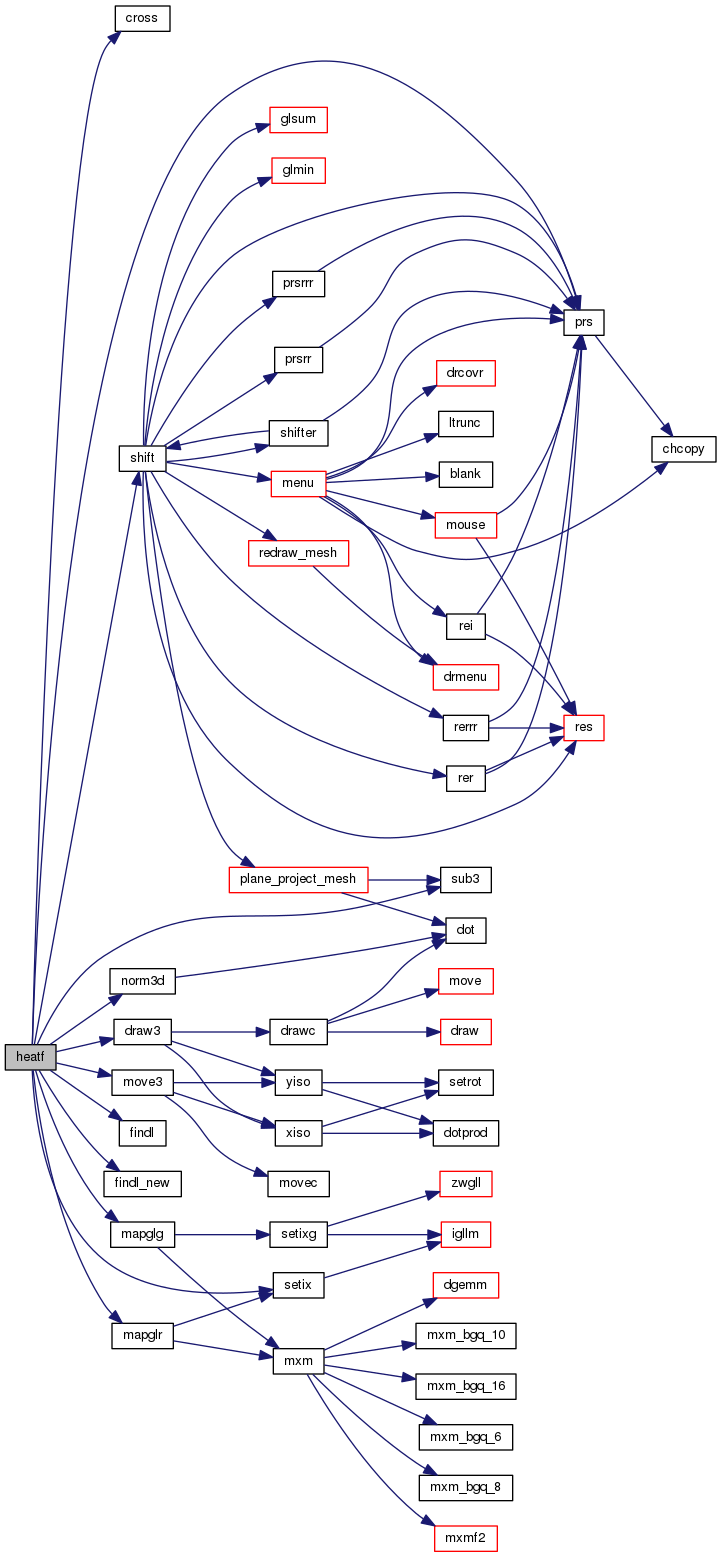 cross
glsum
glmin
prsrrr
prs
prsrr
drcovr
ltrunc
shifter
chcopy
shift
blank
menu
mouse
redraw_mesh
rei
drmenu
rerrr
res
rer
plane_project_mesh
sub3
dot
norm3d
move
draw3
drawc
draw
heatf
move3
yiso
setrot
findl
xiso
dotprod
findl_new
movec
zwgll
mapglg
setixg
igllm
setix
dgemm
mapglr
mxm_bgq_10
mxm
mxm_bgq_16
mxm_bgq_6
mxm_bgq_8
mxmf2